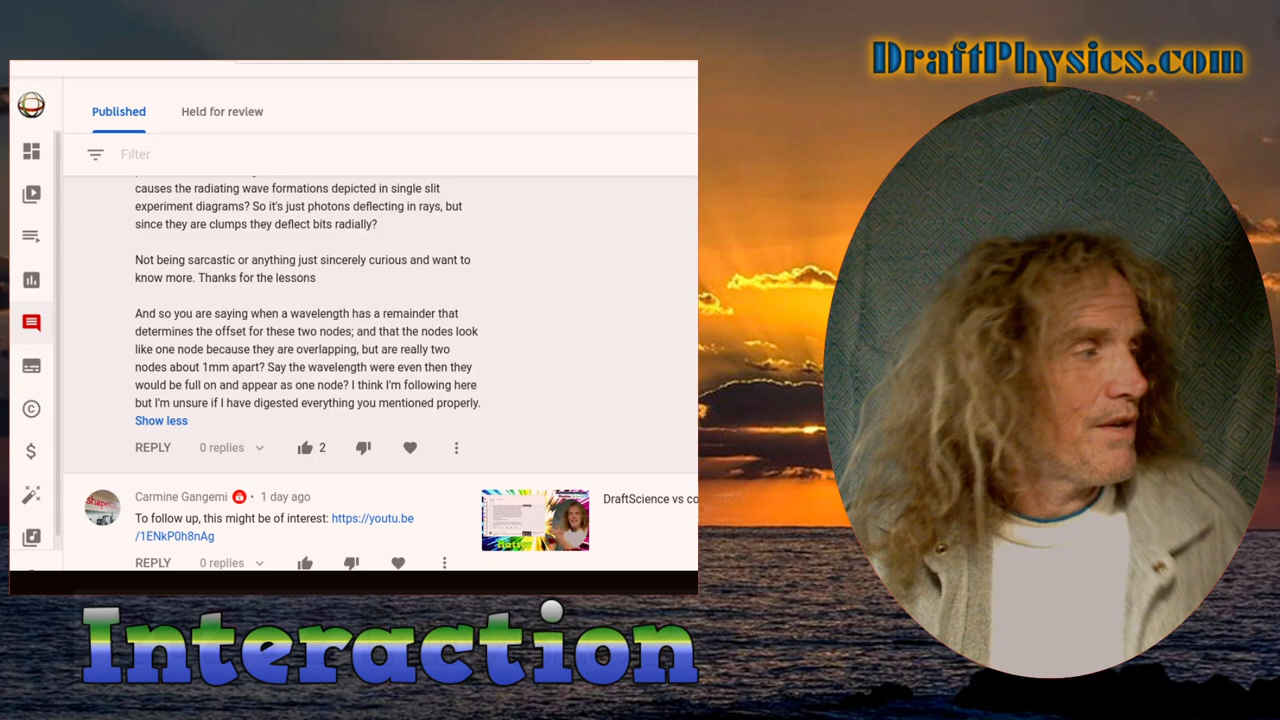 DraftPhysics.com
Published
Held for review
Filter
causes the radiating wave formations depicted in single slit
experiment diagrams? So it's just photons deflecting in rays, but
since they are clumps they deflect bits radially?
Not being sarcastic or anything just sincerely curious and want to
know more. Thanks for the lessons
And so you are saying when a wavelength has a remainder that
determines the offset for these two nodes; and that the nodes look
like one node because they are overlapping, but are really two
nodes about 1mm apart? Say the wavelength were even then they
would be full on and appear as one node? I think I'm following here
but I'm unsure if I have digested everything you mentioned properly.
Show less
REPLY 0 replies 2
Carmine Gangemi • 1 day ago
To follow up, this might be of interest: https://youtu.be
/1ENkP0h8nAg
DraftScience vs comments
REPLY 0 replies
Interaction